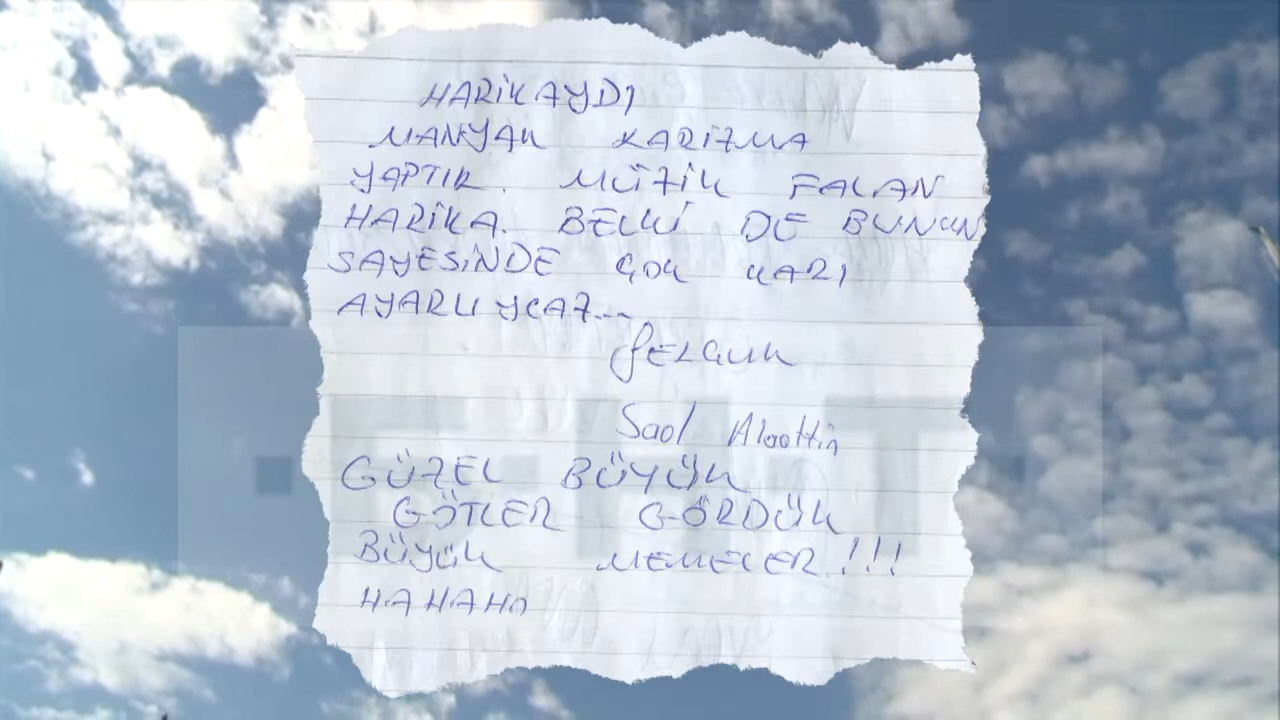 HARİKAYDI
MANYAK KARİZMA
YAPTIK. MÜZİK FALAN
HARİKA. BELKİ DE BUNUN
SAYESİNDE ÇOK KARI
AYARLIYCAZ...
SELÇUK
Saol Alaattin
GÜZEL BÜYÜK
GÖTLER GÖRDÜK
BÜYÜK MEMELER!!!
HAHAHA